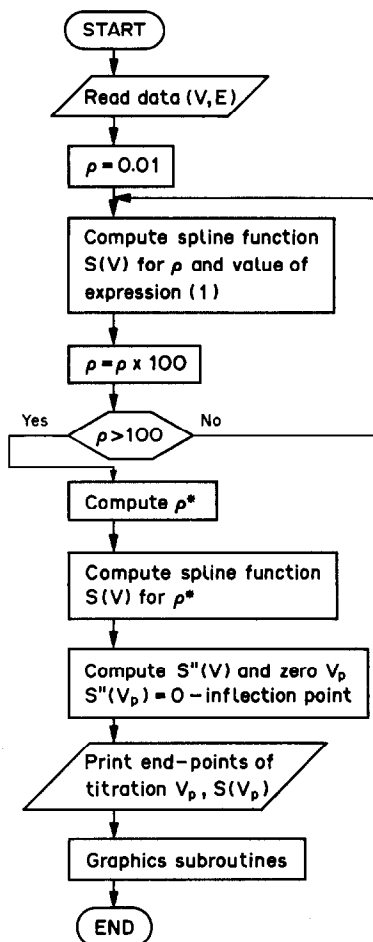 START
Read data (V,E)
ρ = 0.01
Compute spline function
S(V) for ρ and value of
expression (1)
ρ = ρ x 100
Yes
ρ>100
No
Compute ρ*
Compute spline function
S(V) for ρ*
Compute S"(V) and zero Vₚ
S"(Vₚ) = 0 - inflection point
Print end-points of
titration Vₚ, S(Vₚ)
Graphics subroutines
END